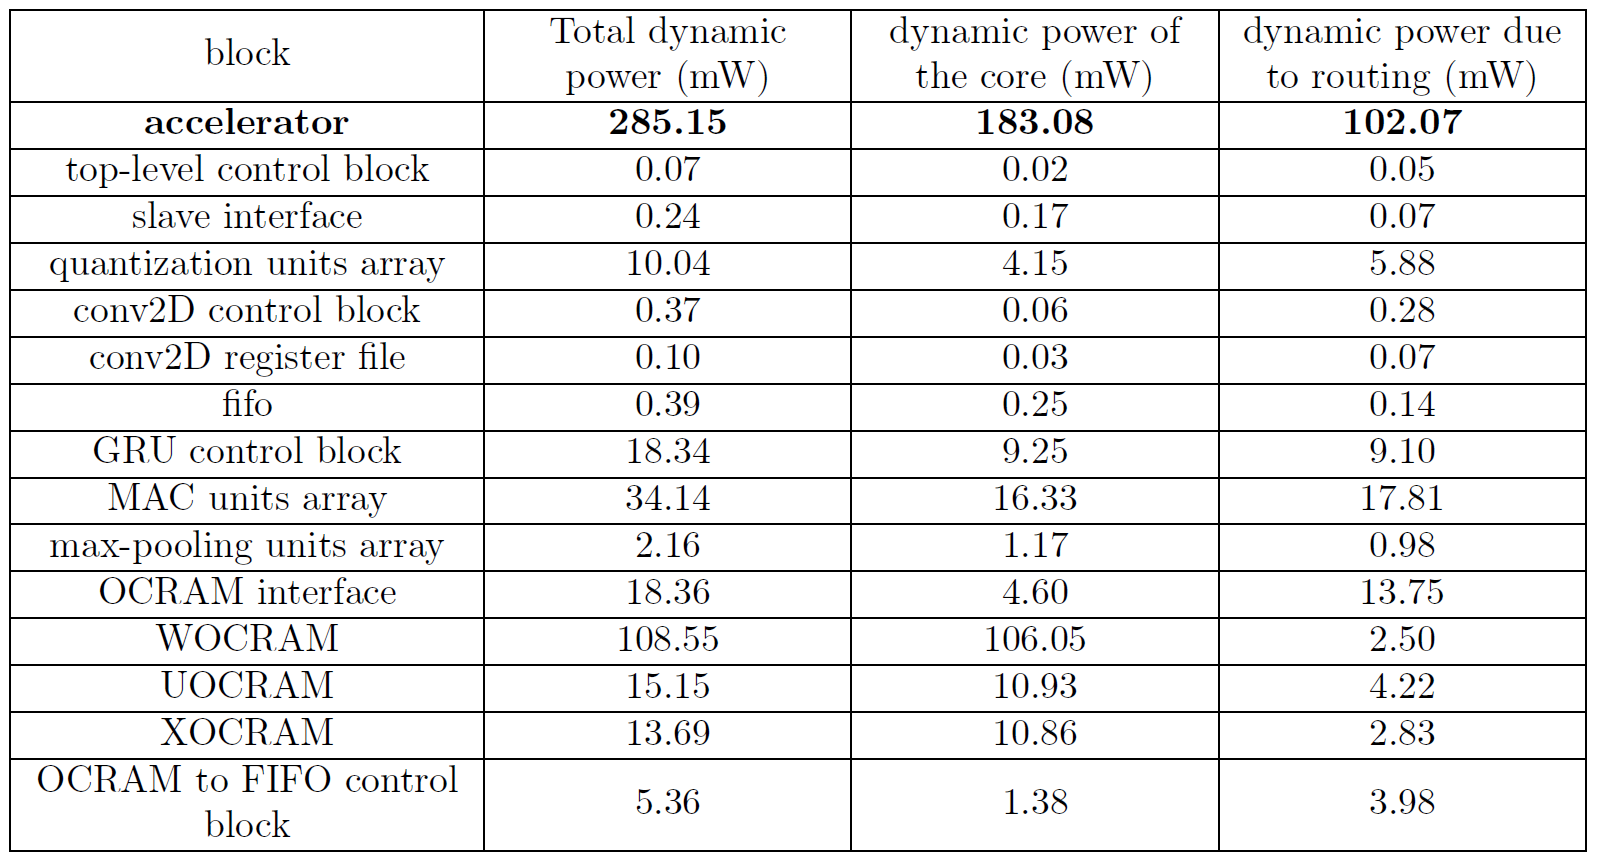 block Total dynamic power (mW) dynamic power of the core (mW) dynamic power due to routing (mW)
accelerator 285.15 183.08 102.07
top-level control block 0.07 0.02 0.05
slave interface 0.24 0.17 0.07
quantization units array 10.04 4.15 5.88
conv2D control block 0.37 0.06 0.28
conv2D register file 0.10 0.03 0.07
fifo 0.39 0.25 0.14
GRU control block 18.34 9.25 9.10
MAC units array 34.14 16.33 17.81
max-pooling units array 2.16 1.17 0.98
OCRAM interface 18.36 4.60 13.75
WOCRAM 108.55 106.05 2.50
UOCRAM 15.15 10.93 4.22
XOCRAM 13.69 10.86 2.83
OCRAM to FIFO control block 5.36 1.38 3.98